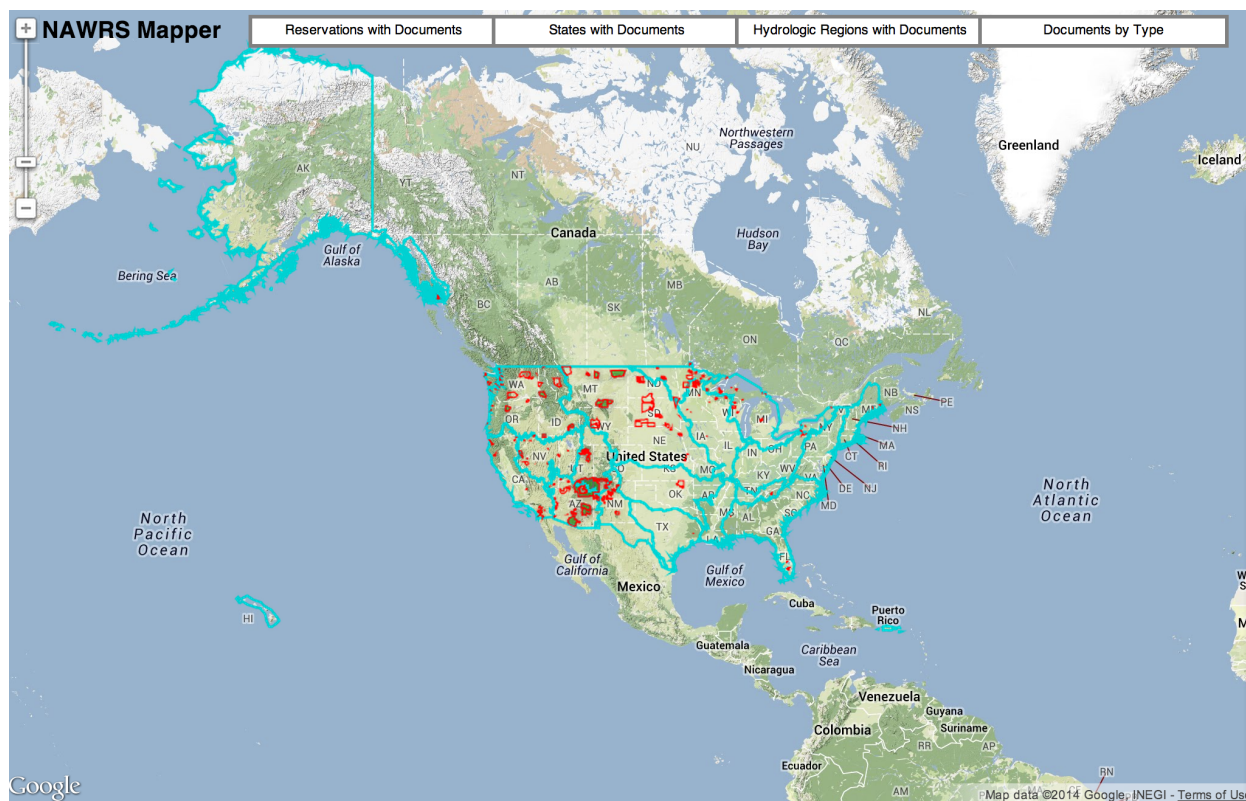 NAWRS Mapper
Reservations with Documents
States with Documents
Hydrologic Regions with Documents
Documents by Type
Northwestern
Passages
NU
Greenland
Iceland
AK
YT
NT
Canada
Hudson
Bay
Gulf of
Alaska
Bering Sea
AB
MB
BC
SK
NL
ON
QC
WA
MT
ND
MN
NB
PE
NS
ME
VT
OR
ID
WY
SD
WI
MI
NY
NH
MA
RI
CT
NE
IA
IL
IN
OH
PA
NV
UT
CO
United States
KS
MO
KY
WV
VA
NJ
DE
MD
CA
AZ
NM
OK
AR
TN
NC
SC
MS
AL
GA
TX
LA
FL
North
Pacific
Ocean
North
Atlantic
Ocean
Gulf of
California
Gulf of
Mexico
Mexico
HI
Cuba
Puerto
Rico
Guatemala
Caribbean
Sea
Nicaragua
Venezuela
Guyana
Suriname
Colombia
RR
AP
Ecuador
AM
RN
Google
Map data ©2014 Google, INEGI - Terms of Use